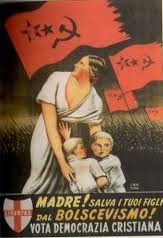 MADRE! SALVA I TUOI FIGLI
DAL BOLSCEVISMO!
VOTA DEMOCRAZIA CRISTIANA
LIBERTAS